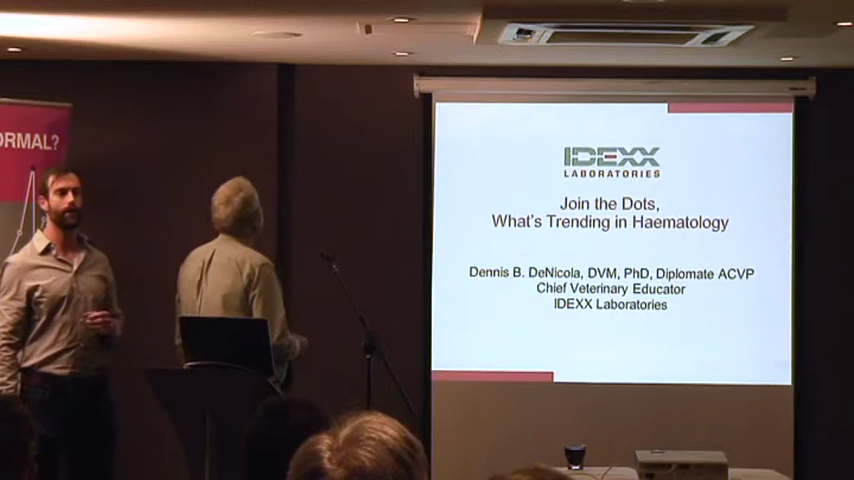 ORMAL?
IDEXX
LABORATORIES
Join the Dots,
What's Trending in Haematology
Dennis B. DeNicola, DVM, PhD, Diplomate ACVP
Chief Veterinary Educator
IDEXX Laboratories